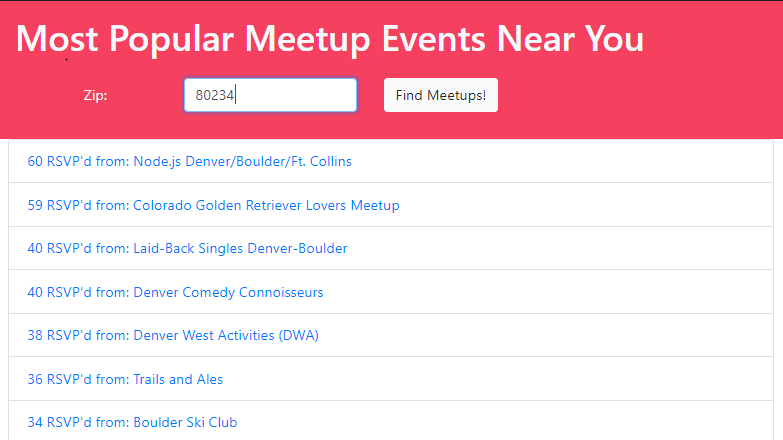 Most Popular Meetup Events Near You
Zip: 80234 Find Meetups!
60 RSVP'd from: Node.js Denver/Boulder/Ft. Collins
59 RSVP'd from: Colorado Golden Retriever Lovers Meetup
40 RSVP'd from: Laid-Back Singles Denver-Boulder
40 RSVP'd from: Denver Comedy Connoisseurs
38 RSVP'd from: Denver West Activities (DWA)
36 RSVP'd from: Trails and Ales
34 RSVP'd from: Boulder Ski Club